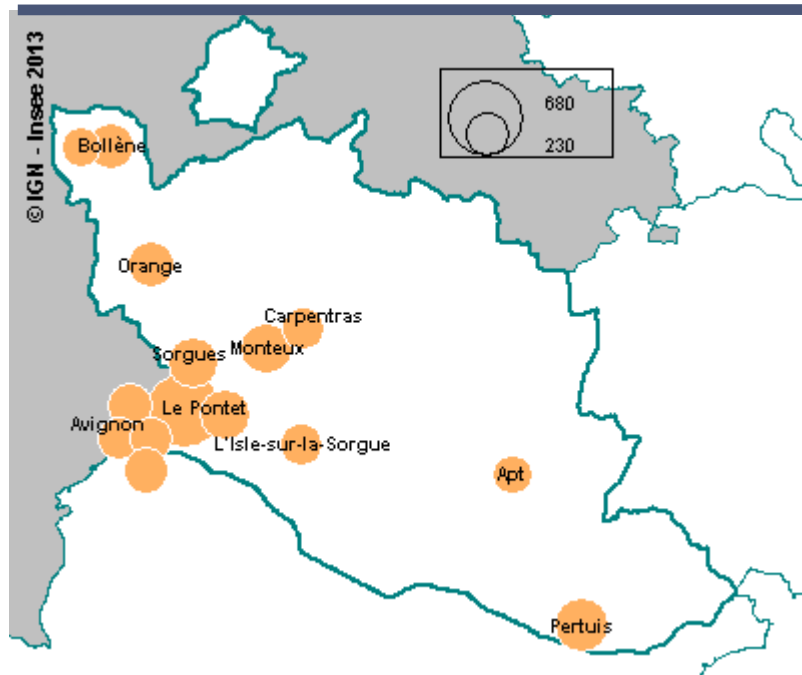 © IGN - Insee 2013
680
230
Bollène
Orange
Carpentras
Monteux
Sorgues
Le Pontet
Avignon
L'Isle-sur-la-Sorgue
Apt
Pertuis